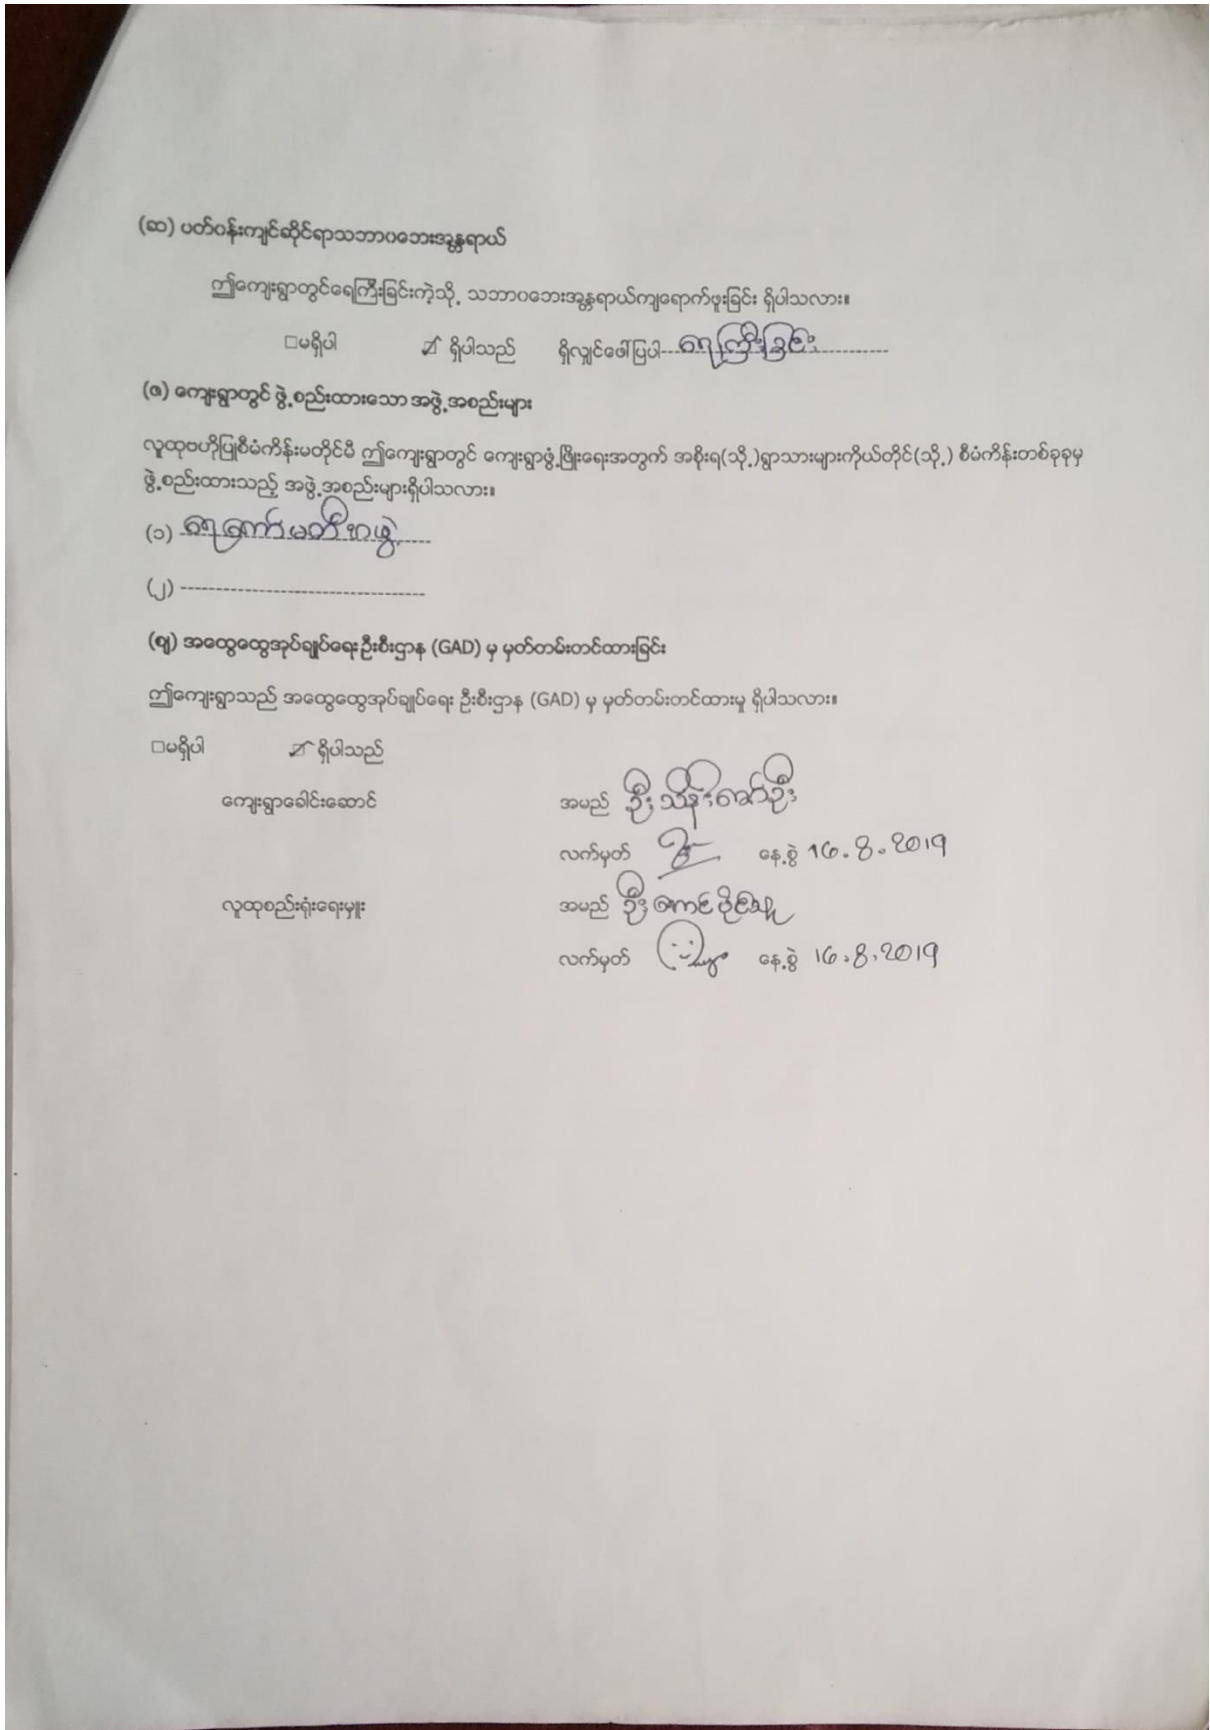 (ဆ) ပတ်ဝန်းကျင်ဆိုင်ရာသဘာဝဘေးအန္တရာယ်
ဤကျေးရွာတွင်ရေကြီးခြင်းကဲ့သို့ သဘာဝဘေးအန္တရာယ်ကျရောက်ဖူးခြင်း ရှိပါသလား။
□မရှိပါ ☑ ရှိပါသည် ရှိလျှင်ဖေါ်ပြပါ---ရေကြီးခြင်း----------
(ဇ) ကျေးရွာတွင် ဖွဲ့စည်းထားသော အဖွဲ့အစည်းများ
လူထုဗဟိုပြုစီမံကိန်းမတိုင်မီ ဤကျေးရွာတွင် ကျေးရွာဖွံ့ဖြိုးရေးအတွက် အစိုးရ(သို့)ရွာသားများကိုယ်တိုင်(သို့) စီမံကိန်းတစ်ခုခုမှ
ဖွဲ့စည်းထားသည့် အဖွဲ့အစည်းများရှိပါသလား။
(၁) ရေကော်မတီအဖွဲ့-----
(၂) ----------------------------------
(ဈ) အထွေထွေအုပ်ချုပ်ရေးဦးစီးဌာန (GAD) မှ မှတ်တမ်းတင်ထားခြင်း
ဤကျေးရွာသည် အထွေထွေအုပ်ချုပ်ရေး ဦးစီးဌာန (GAD) မှ မှတ်တမ်းတင်ထားမှု ရှိပါသလား။
□မရှိပါ ☑ ရှိပါသည်
ကျေးရွာခေါင်းဆောင် အမည် ဦးသိန်းဇော်ဦး
လက်မှတ် နေ့စွဲ 16.8.2019
လူထုစည်းရုံးရေးမှူး အမည် ဦး
လက်မှတ် နေ့စွဲ 16.8.2019